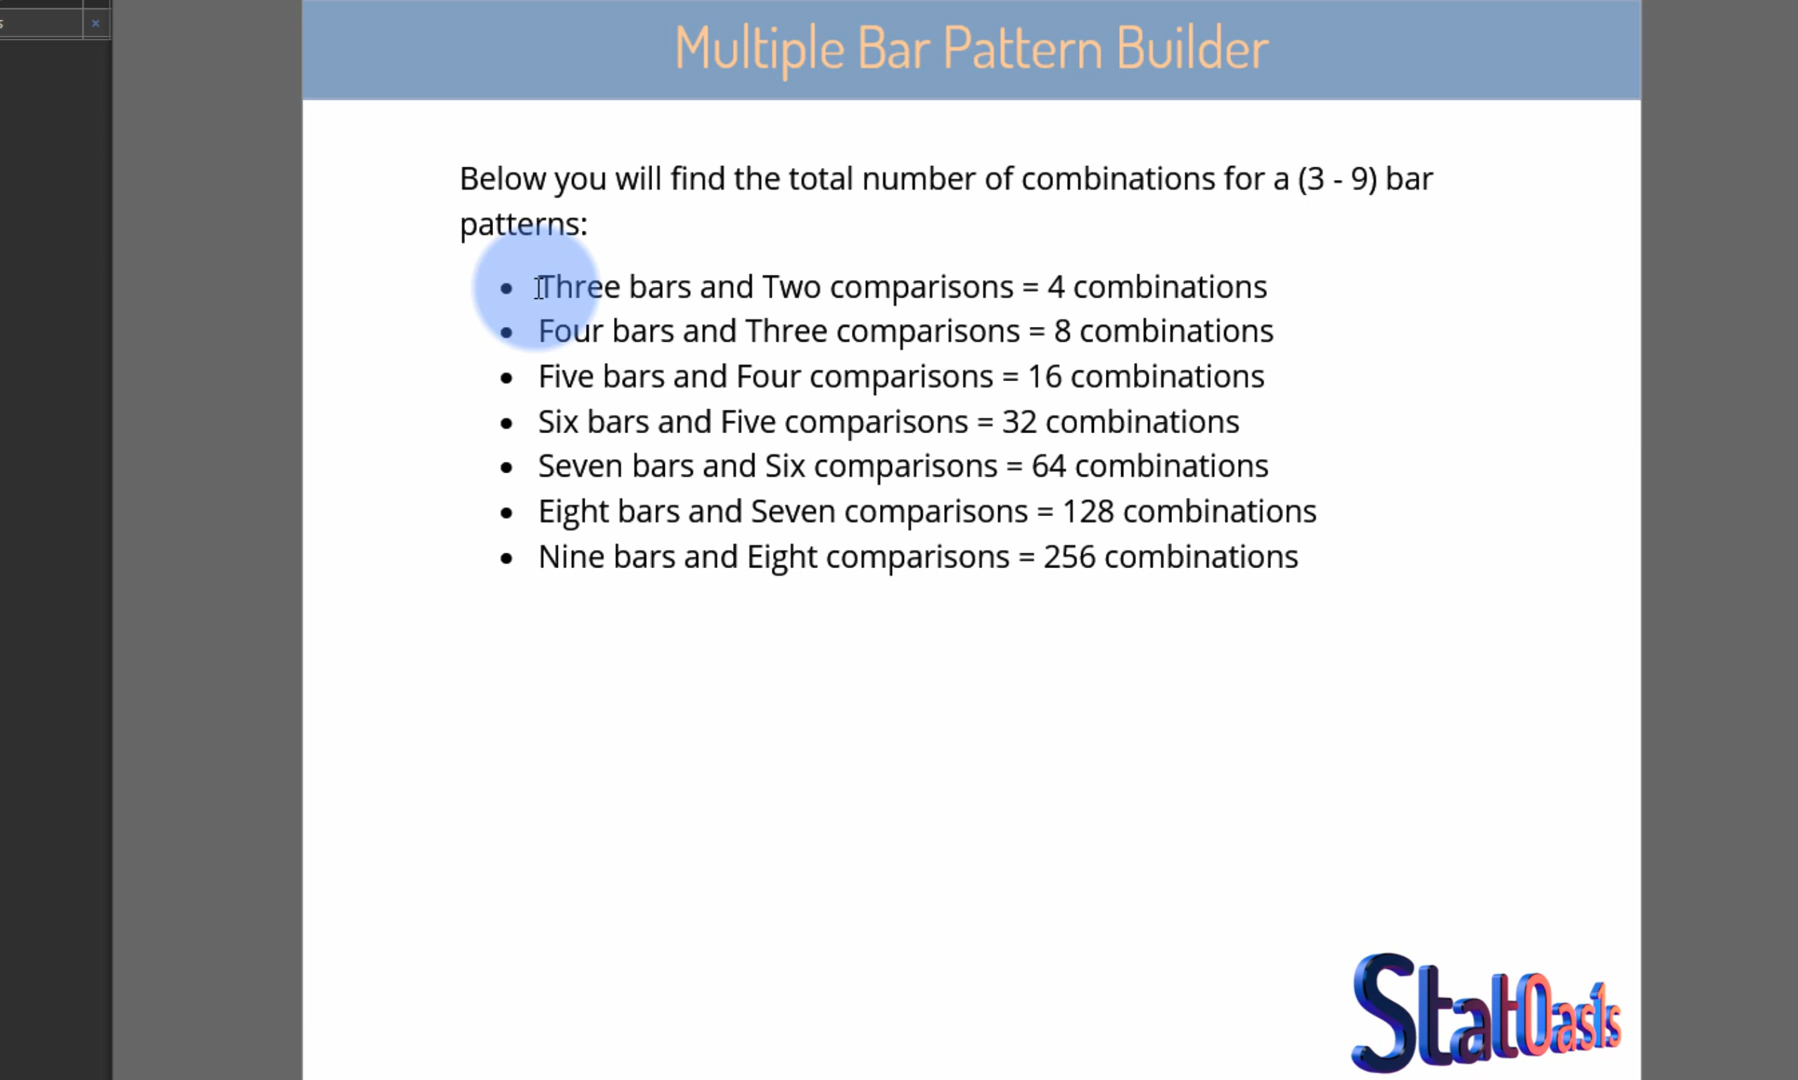 s ×
Multiple Bar Pattern Builder
Below you will find the total number of combinations for a (3 - 9) bar
patterns:
• Three bars and Two comparisons = 4 combinations
• Four bars and Three comparisons = 8 combinations
• Five bars and Four comparisons = 16 combinations
• Six bars and Five comparisons = 32 combinations
• Seven bars and Six comparisons = 64 combinations
• Eight bars and Seven comparisons = 128 combinations
• Nine bars and Eight comparisons = 256 combinations
StatOasis